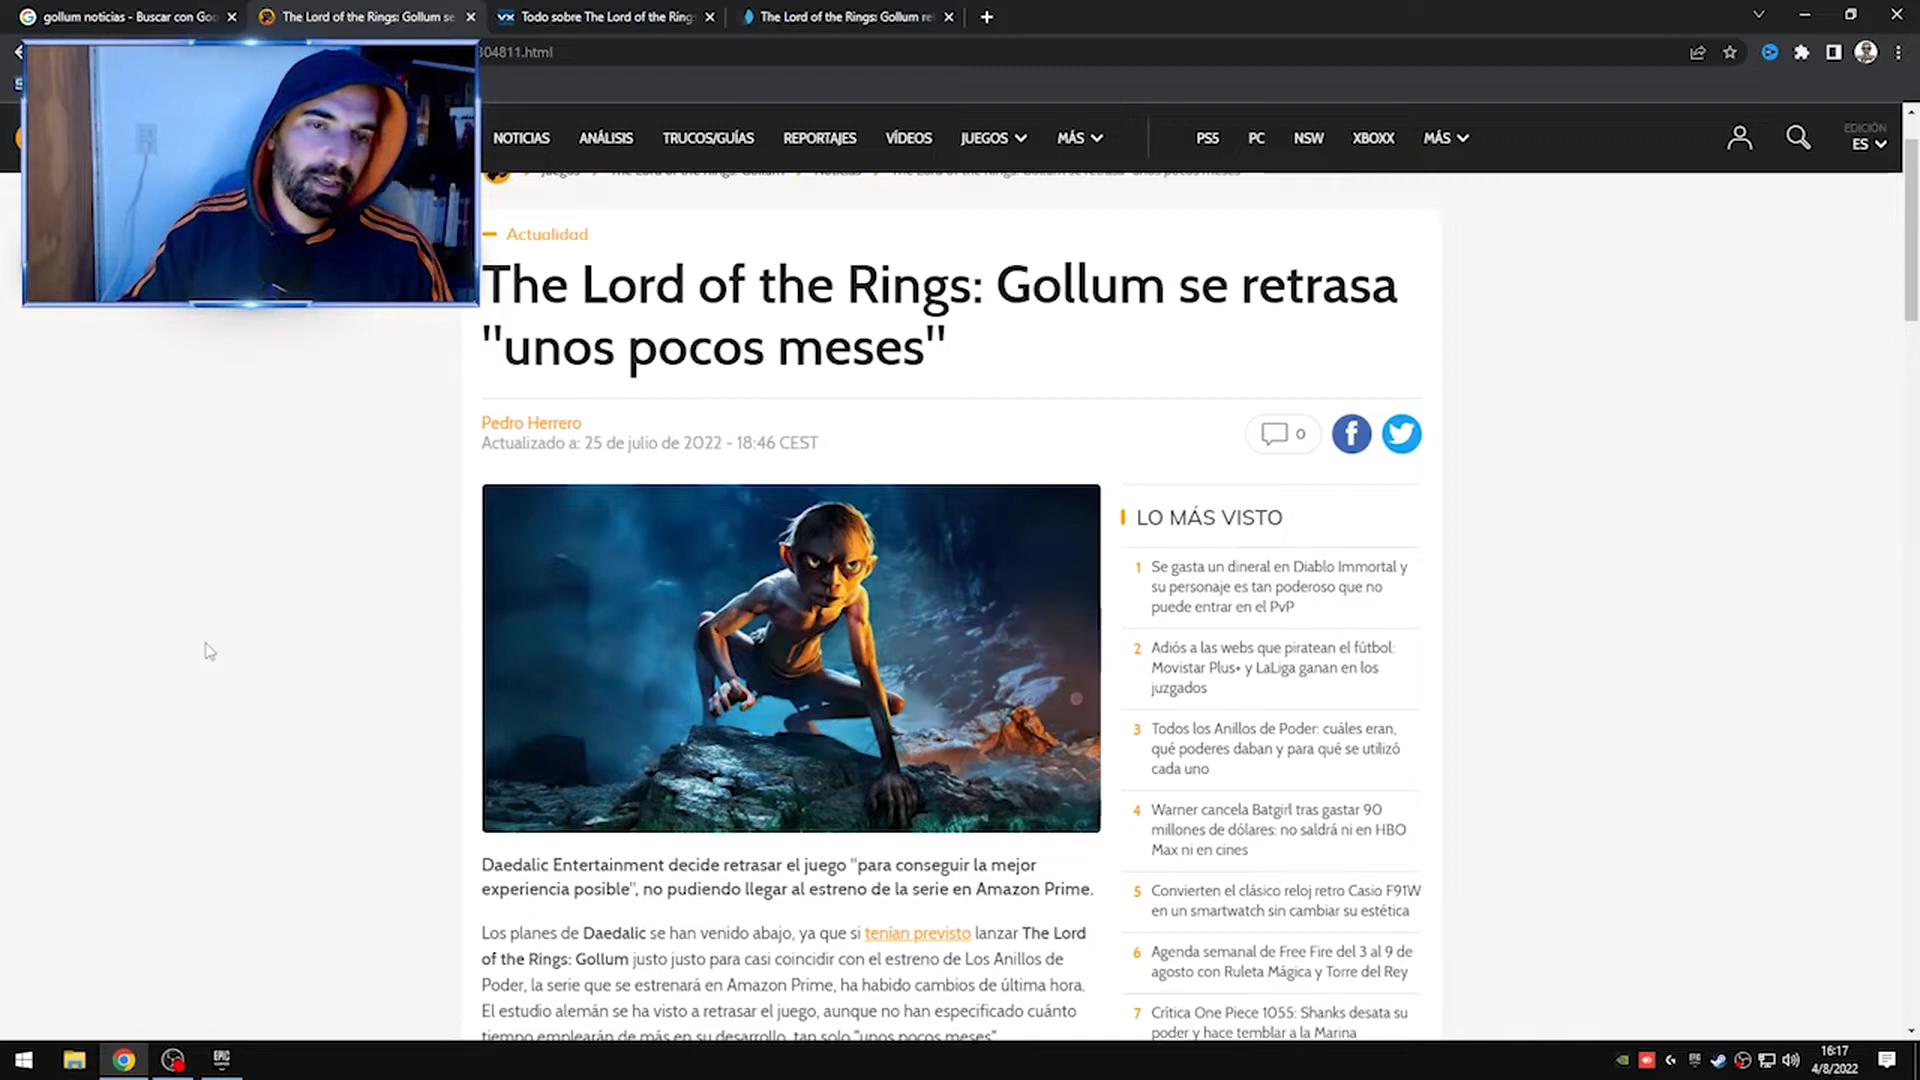 gollum noticias - Buscar con Goo
The Lord of the Rings: Gollum se
Todo sobre The Lord of the Ring
The Lord of the Rings: Gollum re
304811.html
NOTICIAS
ANÁLISIS
TRUCOS/GUÍAS
REPORTAJES
VÍDEOS
JUEGOS
MÁS
PS5
PC
NSW
XBOXX
MÁS
EDICIÓN
ES
Actualidad
The Lord of the Rings: Gollum se retrasa
"unos pocos meses"
Pedro Herrero
Actualizado a: 25 de julio de 2022 - 18:46 CEST
0
Daedalic Entertainment decide retrasar el juego "para conseguir la mejor
experiencia posible", no pudiendo llegar al estreno de la serie en Amazon Prime.
Los planes de Daedalic se han venido abajo, ya que si tenían previsto lanzar The Lord
of the Rings: Gollum justo justo para casi coincidir con el estreno de Los Anillos de
Poder, la serie que se estrenará en Amazon Prime, ha habido cambios de última hora.
El estudio alemán se ha visto a retrasar el juego, aunque no han especificado cuánto
tiempo emplearán de más en su desarrollo, tan solo "unos pocos meses".
LO MÁS VISTO
1 Se gasta un dineral en Diablo Immortal y
su personaje es tan poderoso que no
puede entrar en el PvP
2 Adiós a las webs que piratean el fútbol:
Movistar Plus+ y LaLiga ganan en los
juzgados
3 Todos los Anillos de Poder: cuáles eran,
qué poderes daban y para qué se utilizó
cada uno
4 Warner cancela Batgirl tras gastar 90
millones de dólares: no saldrá ni en HBO
Max ni en cines
5 Convierten el clásico reloj retro Casio F91W
en un smartwatch sin cambiar su estética
6 Agenda semanal de Free Fire del 3 al 9 de
agosto con Ruleta Mágica y Torre del Rey
7 Crítica One Piece 1055: Shanks desata su
poder y hace temblar a la Marina
EPIC
16:17
4/8/2022